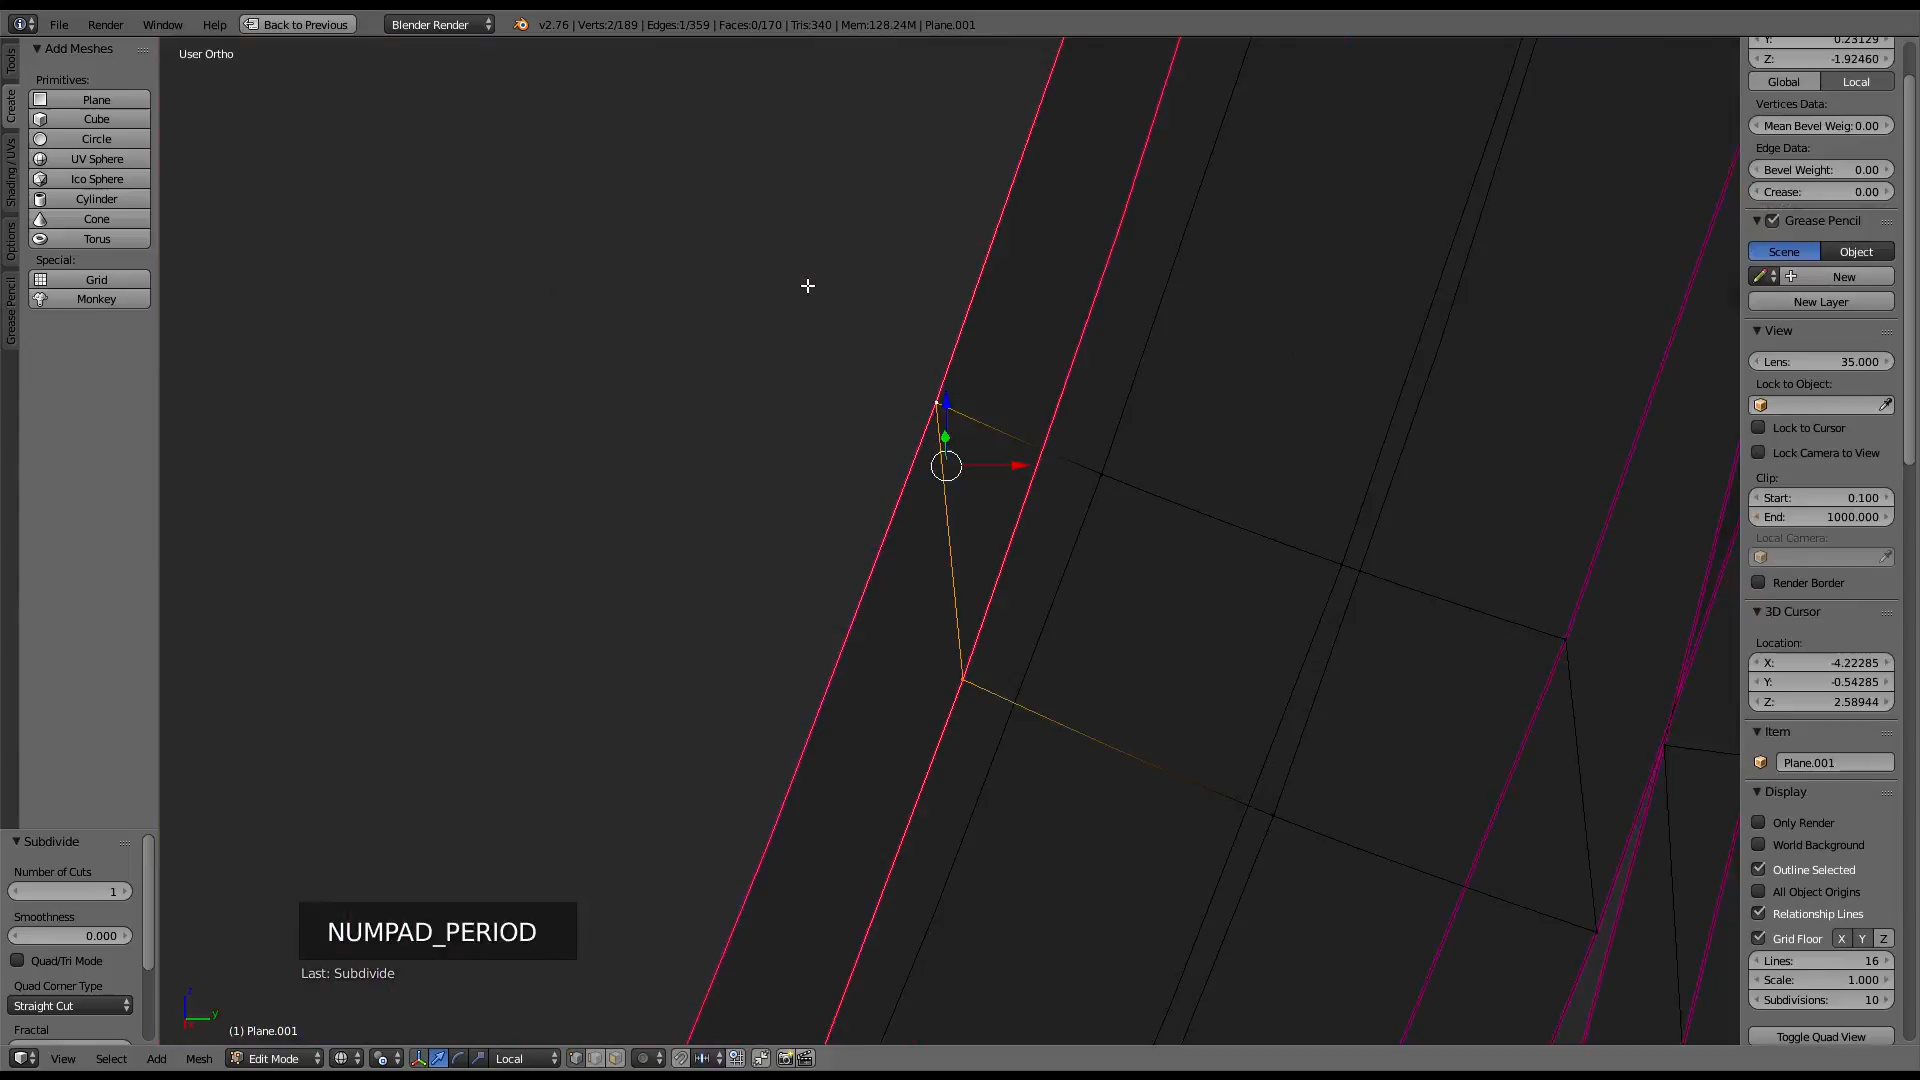 File Render Window Help Back to Previous Blender Render v2.76 | Verts:2/189 | Edges:1/359 | Faces:0/170 | Tris:340 | Mem:128.24M | Plane.001
Tools
Create
Shading / UVs
Options
Grease Pencil
Add Meshes
Primitives:
Plane
Cube
Circle
UV Sphere
Ico Sphere
Cylinder
Cone
Torus
Special:
Grid
Monkey
Subdivide
Number of Cuts
1
Smoothness
0.000
Quad/Tri Mode
Quad Corner Type
Straight Cut
Fractal
User Ortho
NUMPAD_PERIOD
Last: Subdivide
z
y
(1) Plane.001
View Select Add Mesh Edit Mode Local
Y: 0.23129
Z: -1.92460
Global Local
Vertices Data:
Mean Bevel Weig: 0.00
Edge Data:
Bevel Weight: 0.00
Crease: 0.00
Grease Pencil
Scene Object
New
New Layer
View
Lens: 35.000
Lock to Object:
Lock to Cursor
Lock Camera to View
Clip:
Start: 0.100
End: 1000.000
Local Camera:
Render Border
3D Cursor
Location:
X: -4.22285
Y: -0.54285
Z: 2.58944
Item
Plane.001
Display
Only Render
World Background
Outline Selected
All Object Origins
Relationship Lines
Grid Floor X Y Z
Lines: 16
Scale: 1.000
Subdivisions: 10
Toggle Quad View